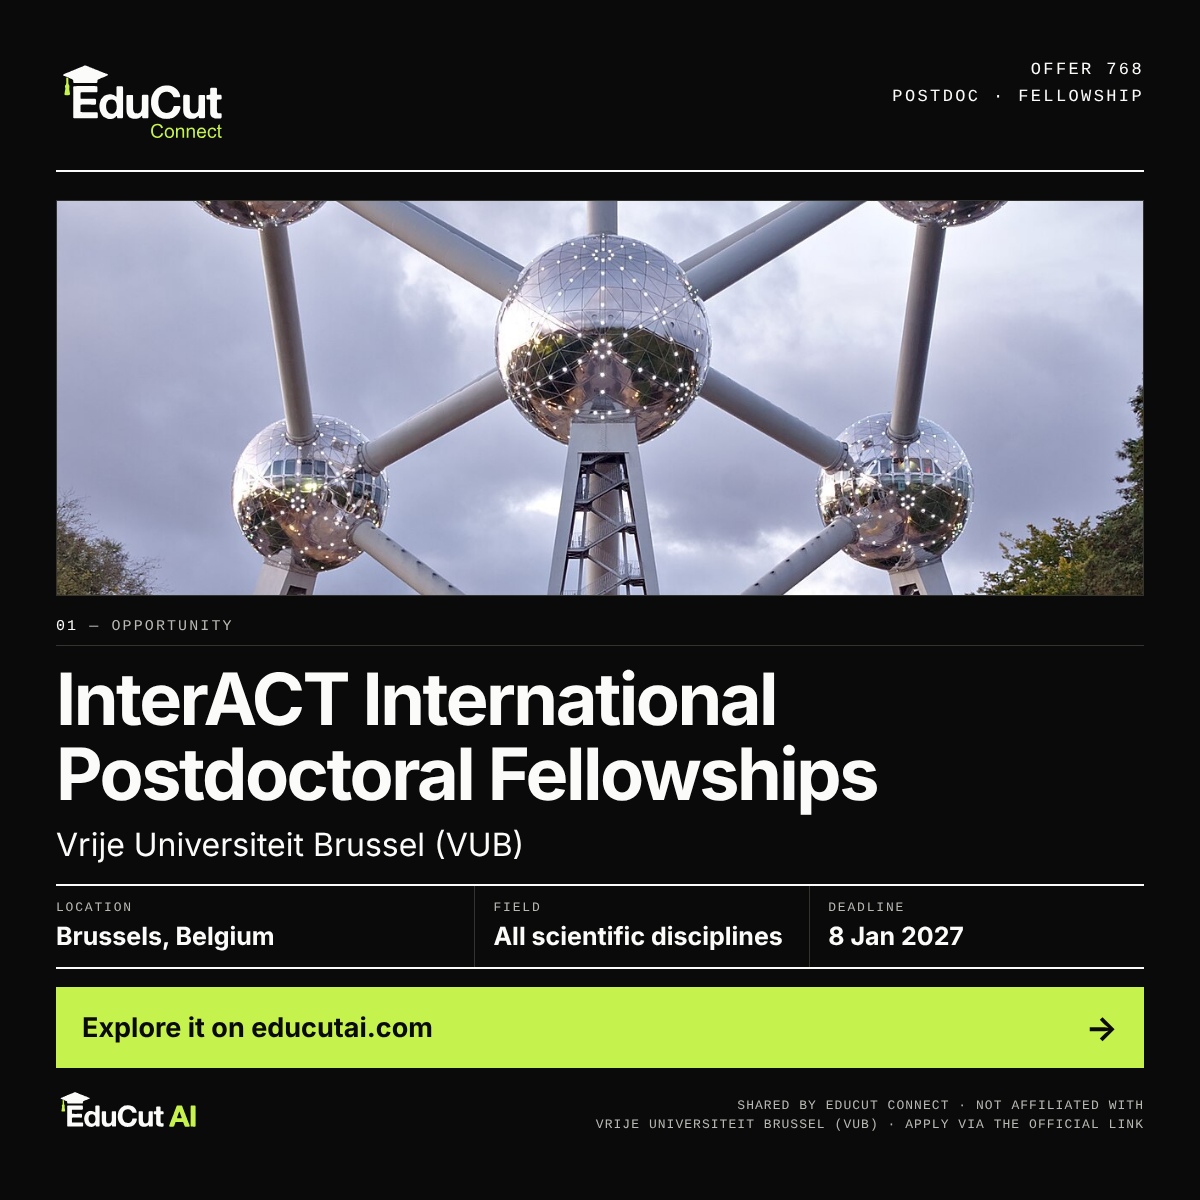 EduCut
Connect
OFFER 768
POSTDOC · FELLOWSHIP
01 — OPPORTUNITY
InterACT International
Postdoctoral Fellowships
Vrije Universiteit Brussel (VUB)
LOCATION
Brussels, Belgium
FIELD
All scientific disciplines
DEADLINE
8 Jan 2027
Explore it on educutai.com →
EduCut AI
SHARED BY EDUCUT CONNECT · NOT AFFILIATED WITH
VRIJE UNIVERSITEIT BRUSSEL (VUB) · APPLY VIA THE OFFICIAL LINK